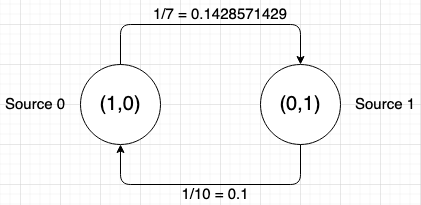 1/7 = 0.1428571429
Source 0
(1,0)
(0,1)
Source 1
1/10 = 0.1